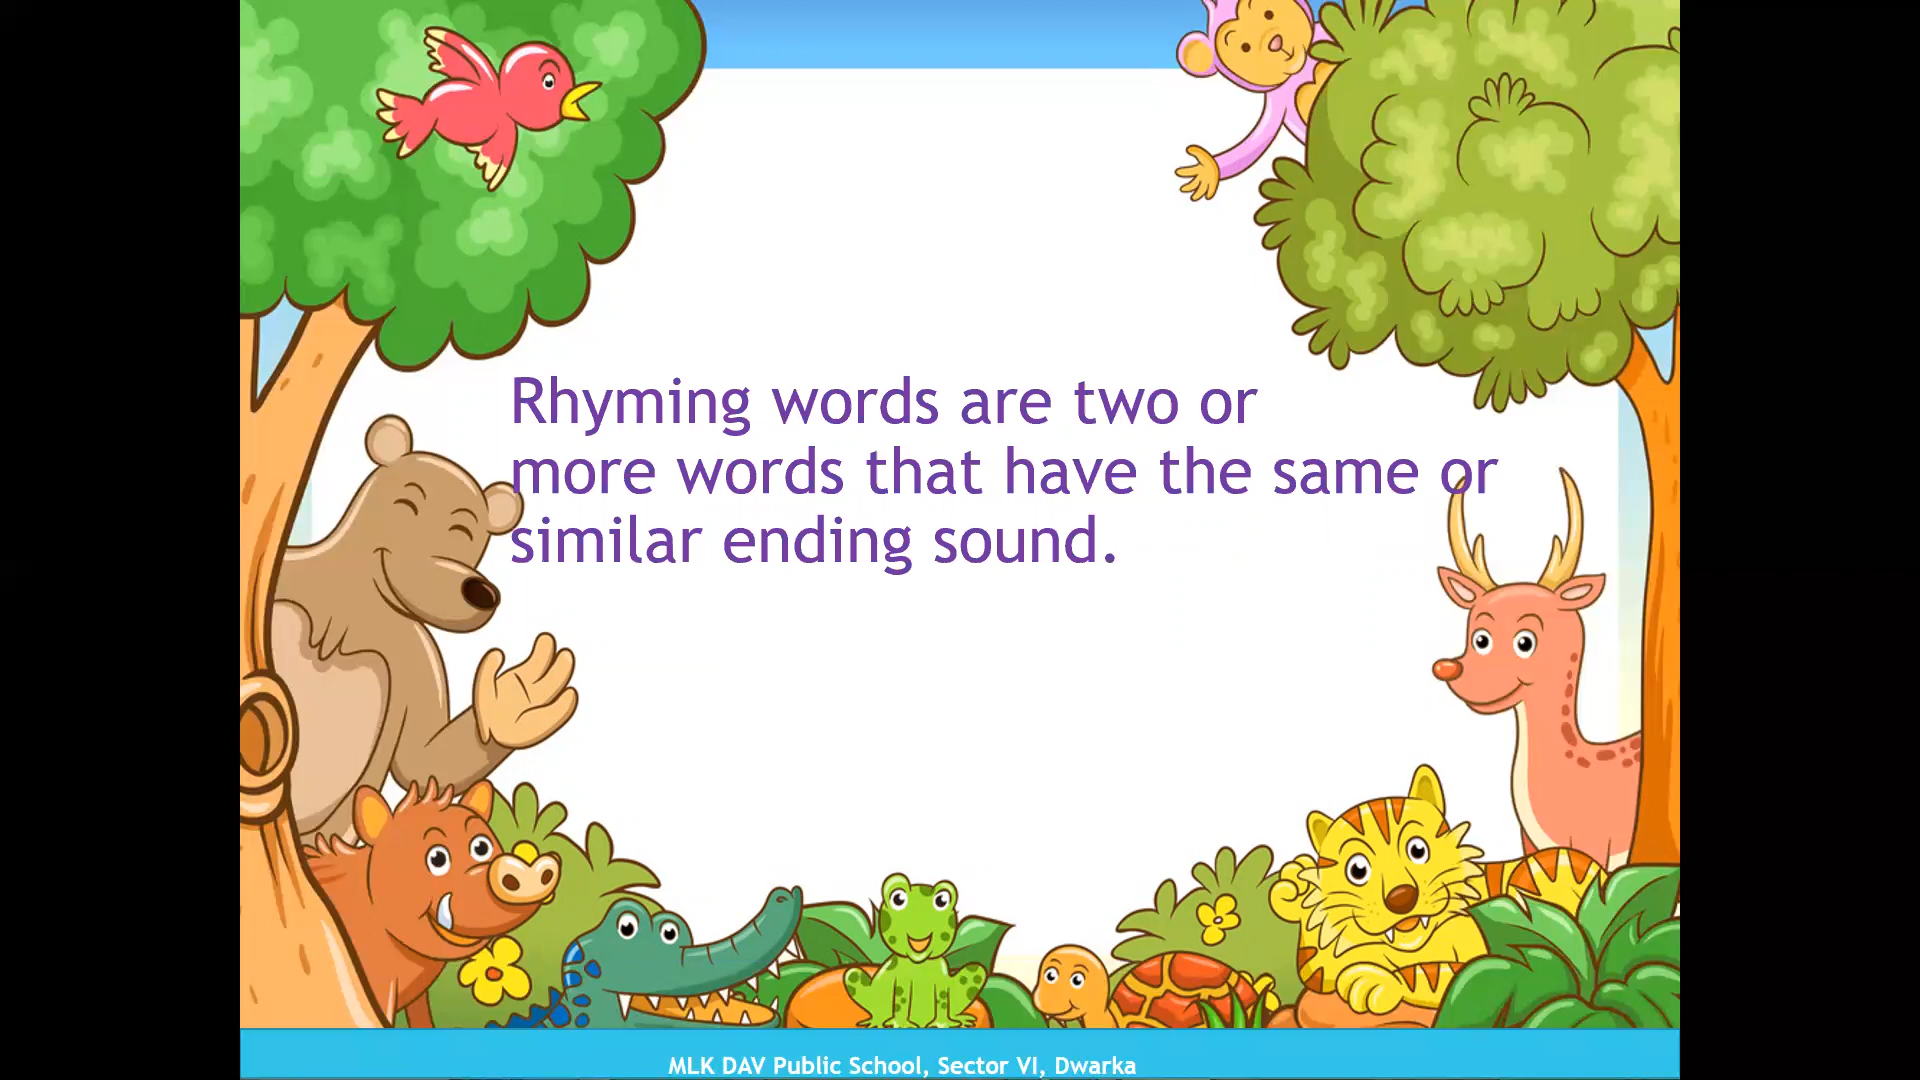 Rhyming words are two or
more words that have the same or
similar ending sound.
MLK DAV Public School, Sector VI, Dwarka